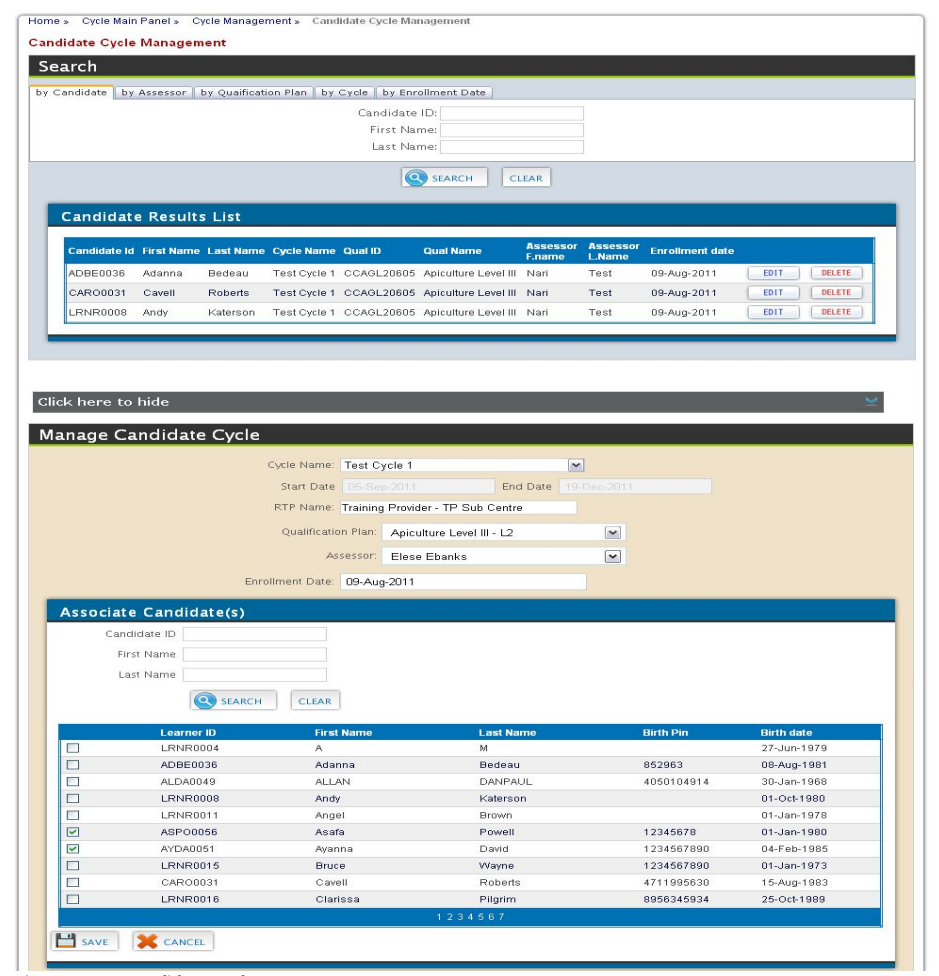 Home » Cycle Main Panel » Cycle Management » Candidate Cycle Management
Candidate Cycle Management
Search
by Candidate by Assessor by Quaification Plan by Cycle by Enrollment Date
Candidate ID:
First Name:
Last Name:
SEARCH CLEAR
Candidate Results List
Candidate Id First Name Last Name Cycle Name Qual ID Qual Name Assessor F.name Assessor L.Name Enrollment date
ADBE0036 Adanna Bedeau Test Cycle 1 CCAGL20605 Apiculture Level III Nari Test 09-Aug-2011 EDIT DELETE
CARO0031 Cavell Roberts Test Cycle 1 CCAGL20605 Apiculture Level III Nari Test 09-Aug-2011 EDIT DELETE
LRNR0008 Andy Katerson Test Cycle 1 CCAGL20605 Apiculture Level III Nari Test 09-Aug-2011 EDIT DELETE
Click here to hide
Manage Candidate Cycle
Cycle Name: Test Cycle 1
Start Date 05-Sep-2011 End Date 19-Dec-2011
RTP Name: Training Provider - TP Sub Centre
Qualification Plan: Apiculture Level III - L2
Assessor: Elese Ebanks
Enrollment Date: 09-Aug-2011
Associate Candidate(s)
Candidate ID
First Name
Last Name
SEARCH CLEAR
Learner ID First Name Last Name Birth Pin Birth date
LRNR0004 A M 27-Jun-1979
ADBE0036 Adanna Bedeau 852963 08-Aug-1981
ALDA0049 ALLAN DANPAUL 4050104914 30-Jan-1968
LRNR0008 Andy Katerson 01-Oct-1980
LRNR0011 Angel Brown 01-Jan-1978
ASPO0056 Asafa Powell 12345678 01-Jan-1980
AYDA0051 Ayanna David 1234567890 04-Feb-1985
LRNR0015 Bruce Wayne 1234567890 01-Jan-1973
CARO0031 Cavell Roberts 4711995630 15-Aug-1983
LRNR0016 Clarissa Pilgrim 8956345934 25-Oct-1989
1 2 3 4 5 6 7
SAVE CANCEL